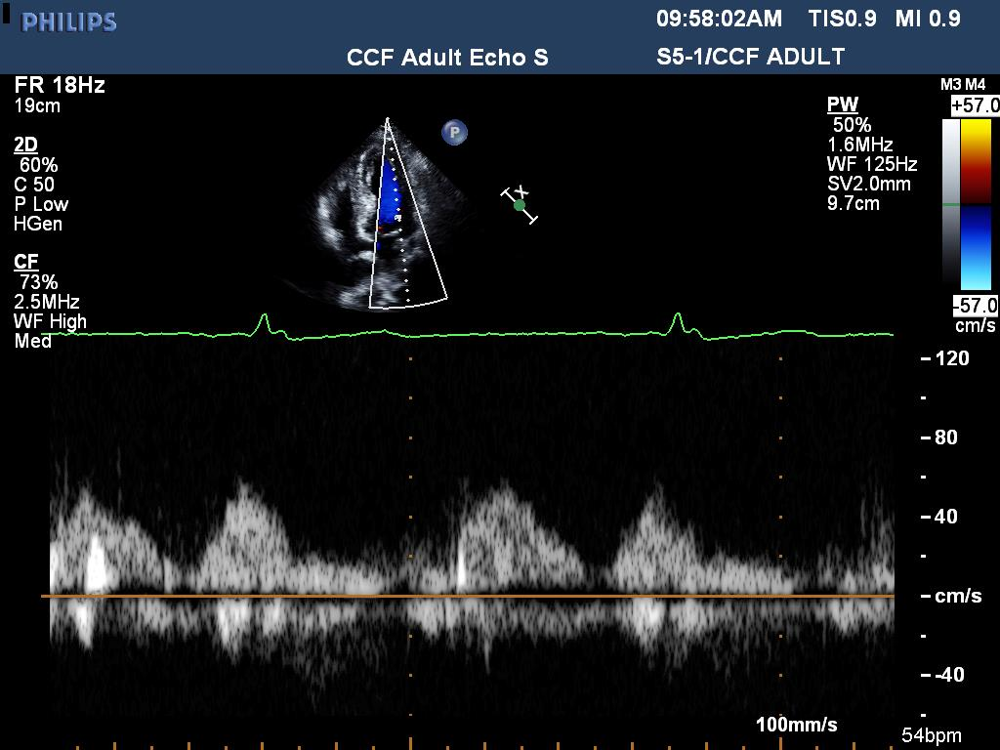 PHILIPS
09:58:02AM TIS0.9 MI 0.9
CCF Adult Echo S
S5-1/CCF ADULT
FR 18Hz
19cm
2D
60%
C 50
P Low
HGen
CF
73%
2.5MHz
WF High
Med
P
PW
50%
1.6MHz
WF 125Hz
SV2.0mm
9.7cm
M3 M4
+57.0
-57.0
cm/s
120
80
40
cm/s
-40
100mm/s
54bpm